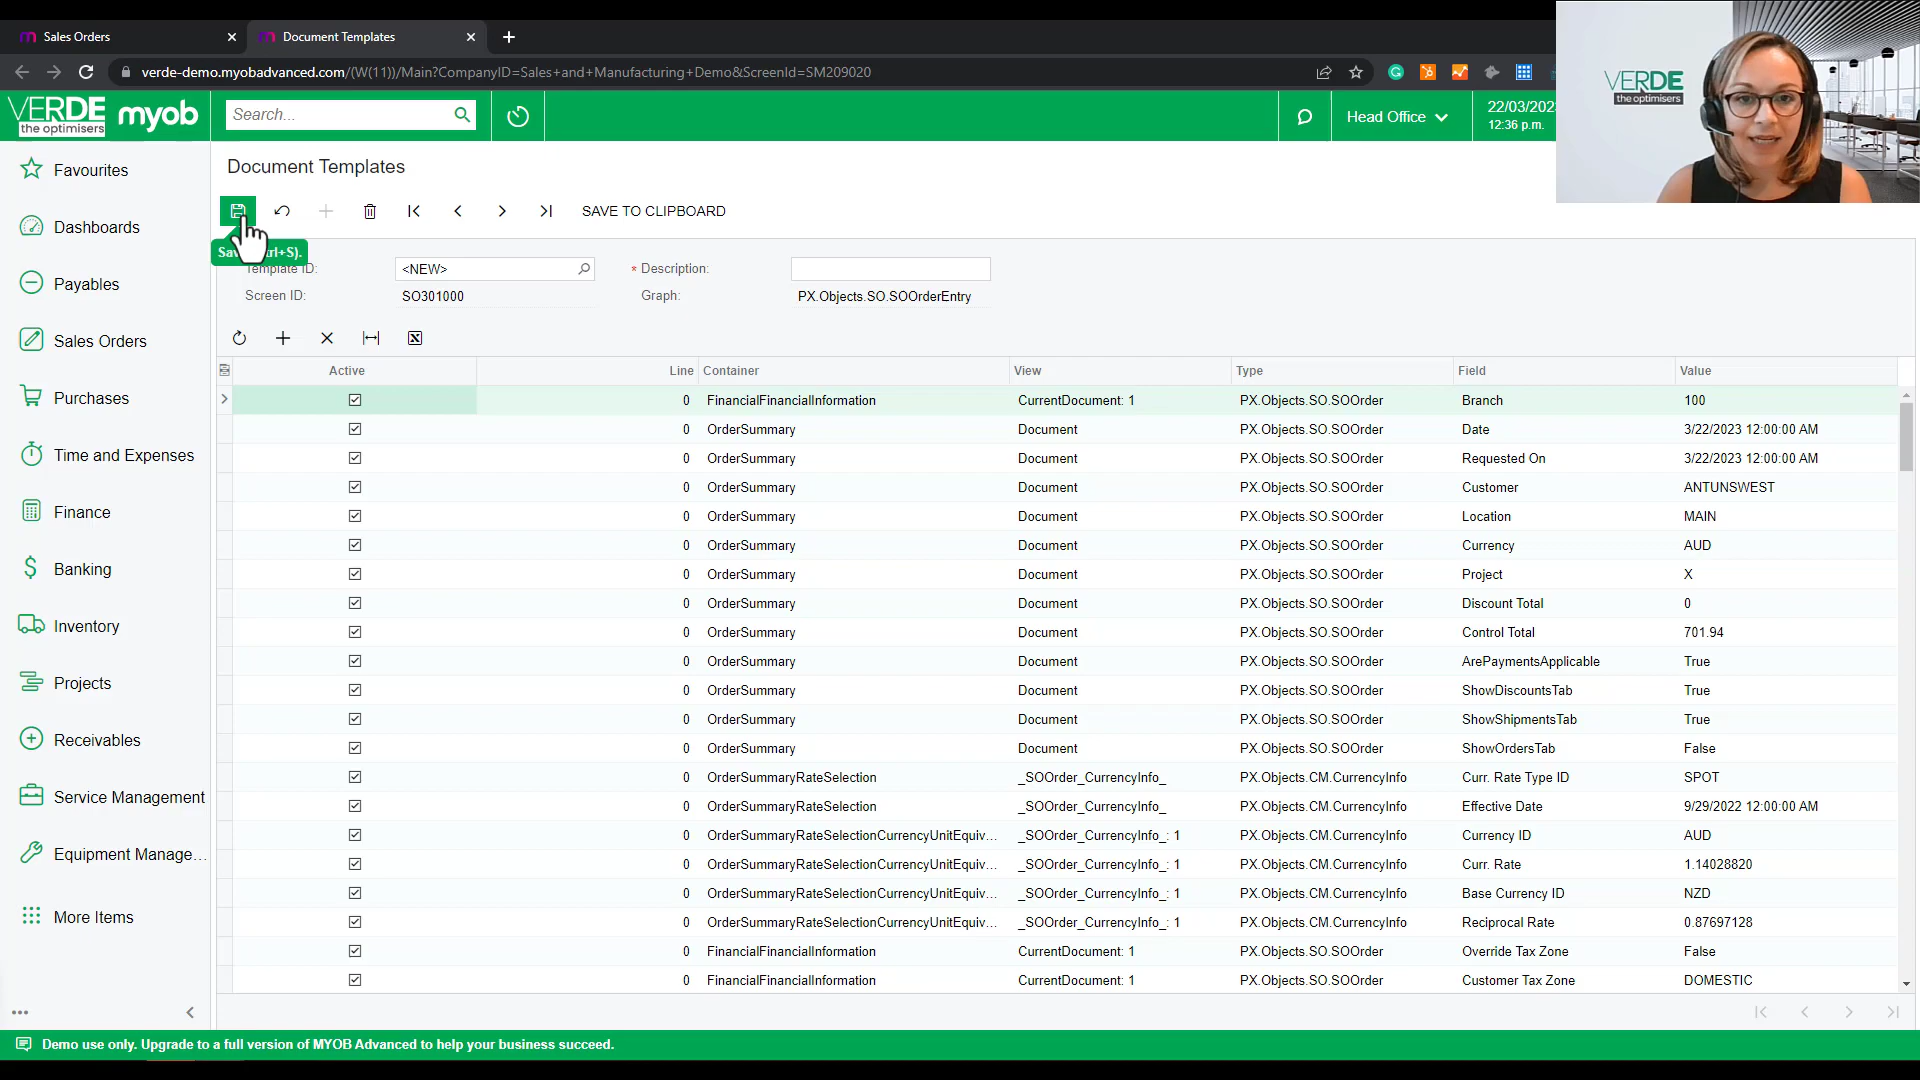 Sales Orders
Document Templates
verde-demo.myobadvanced.com/(W(11))/Main?CompanyID=Sales+and+Manufacturing+Demo&ScreenId=SM209020
VERDE
the optimisers
myob
Search...
Head Office
22/03/202
12:36 p.m.
VERDE
the optimisers
Favourites
Dashboards
Payables
Sales Orders
Purchases
Time and Expenses
Finance
Banking
Inventory
Projects
Receivables
Service Management
Equipment Manage...
More Items
Document Templates
SAVE TO CLIPBOARD
Template ID:
<NEW>
* Description:
Screen ID:
SO301000
Graph:
PX.Objects.SO.SOOrderEntry
Active Line Container View Type Field Value
0 FinancialFinancialInformation CurrentDocument: 1 PX.Objects.SO.SOOrder Branch 100
0 OrderSummary Document PX.Objects.SO.SOOrder Date 3/22/2023 12:00:00 AM
0 OrderSummary Document PX.Objects.SO.SOOrder Requested On 3/22/2023 12:00:00 AM
0 OrderSummary Document PX.Objects.SO.SOOrder Customer ANTUNSWEST
0 OrderSummary Document PX.Objects.SO.SOOrder Location MAIN
0 OrderSummary Document PX.Objects.SO.SOOrder Currency AUD
0 OrderSummary Document PX.Objects.SO.SOOrder Project X
0 OrderSummary Document PX.Objects.SO.SOOrder Discount Total 0
0 OrderSummary Document PX.Objects.SO.SOOrder Control Total 701.94
0 OrderSummary Document PX.Objects.SO.SOOrder ArePaymentsApplicable True
0 OrderSummary Document PX.Objects.SO.SOOrder ShowDiscountsTab True
0 OrderSummary Document PX.Objects.SO.SOOrder ShowShipmentsTab True
0 OrderSummary Document PX.Objects.SO.SOOrder ShowOrdersTab False
0 OrderSummaryRateSelection _SOOrder_CurrencyInfo_ PX.Objects.CM.CurrencyInfo Curr. Rate Type ID SPOT
0 OrderSummaryRateSelection _SOOrder_CurrencyInfo_ PX.Objects.CM.CurrencyInfo Effective Date 9/29/2022 12:00:00 AM
0 OrderSummaryRateSelectionCurrencyUnitEquiv... _SOOrder_CurrencyInfo_: 1 PX.Objects.CM.CurrencyInfo Currency ID AUD
0 OrderSummaryRateSelectionCurrencyUnitEquiv... _SOOrder_CurrencyInfo_: 1 PX.Objects.CM.CurrencyInfo Curr. Rate 1.14028820
0 OrderSummaryRateSelectionCurrencyUnitEquiv... _SOOrder_CurrencyInfo_: 1 PX.Objects.CM.CurrencyInfo Base Currency ID NZD
0 OrderSummaryRateSelectionCurrencyUnitEquiv... _SOOrder_CurrencyInfo_: 1 PX.Objects.CM.CurrencyInfo Reciprocal Rate 0.87697128
0 FinancialFinancialInformation CurrentDocument: 1 PX.Objects.SO.SOOrder Override Tax Zone False
0 FinancialFinancialInformation CurrentDocument: 1 PX.Objects.SO.SOOrder Customer Tax Zone DOMESTIC
Demo use only. Upgrade to a full version of MYOB Advanced to help your business succeed.